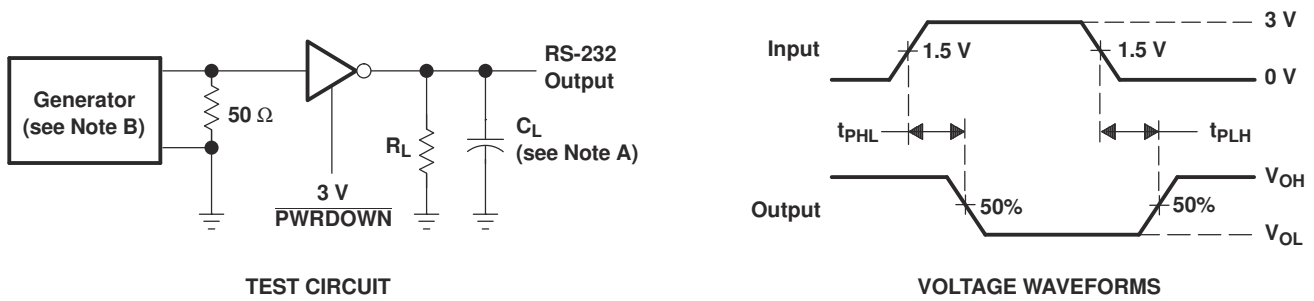 Generator
(see Note B)
50 Ω
3 V
PWRDOWN
R_L
C_L
(see Note A)
RS-232
Output
TEST CIRCUIT
Input
1.5 V
1.5 V
3 V
0 V
t_PHL
t_PLH
Output
50%
50%
V_OH
V_OL
VOLTAGE WAVEFORMS